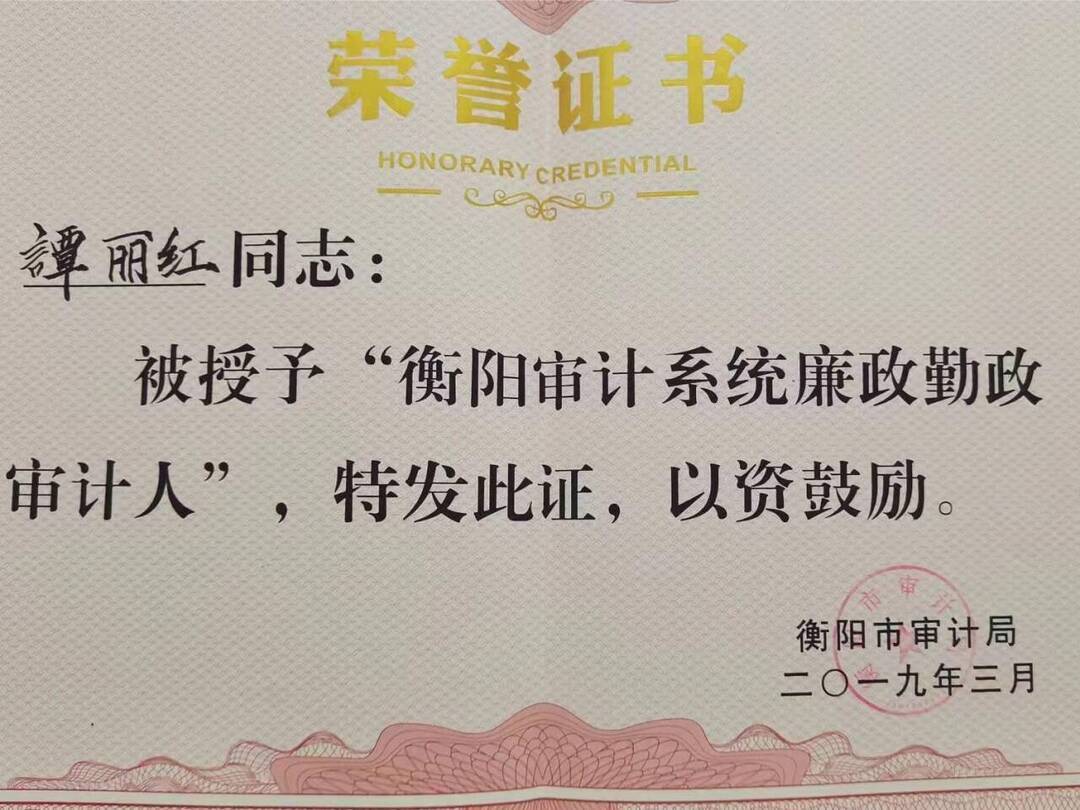 荣誉证书
HONORARY CREDENTIAL
譚丽红同志：
被授予“衡阳审计系统廉政勤政
审计人”，特发此证，以资鼓励。
衡阳市审计局
二〇一九年三月